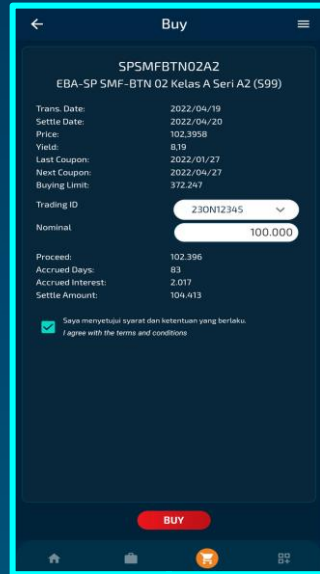 Buy
SPSMFBTN02A2
EBA-SP SMF-BTN 02 Kelas A Seri A2 (S99)
Trans. Date: 2022/04/19
Settle Date: 2022/04/20
Price: 102,3958
Yield: 8,19
Last Coupon: 2022/01/27
Next Coupon: 2022/04/27
Buying Limit: 372.247
Trading ID 230N12345
Nominal 100.000
Proceed: 102.396
Accrued Days: 83
Accrued Interest: 2.017
Settle Amount: 104.413
Saya menyetujui syarat dan ketentuan yang berlaku.
I agree with the terms and conditions
BUY